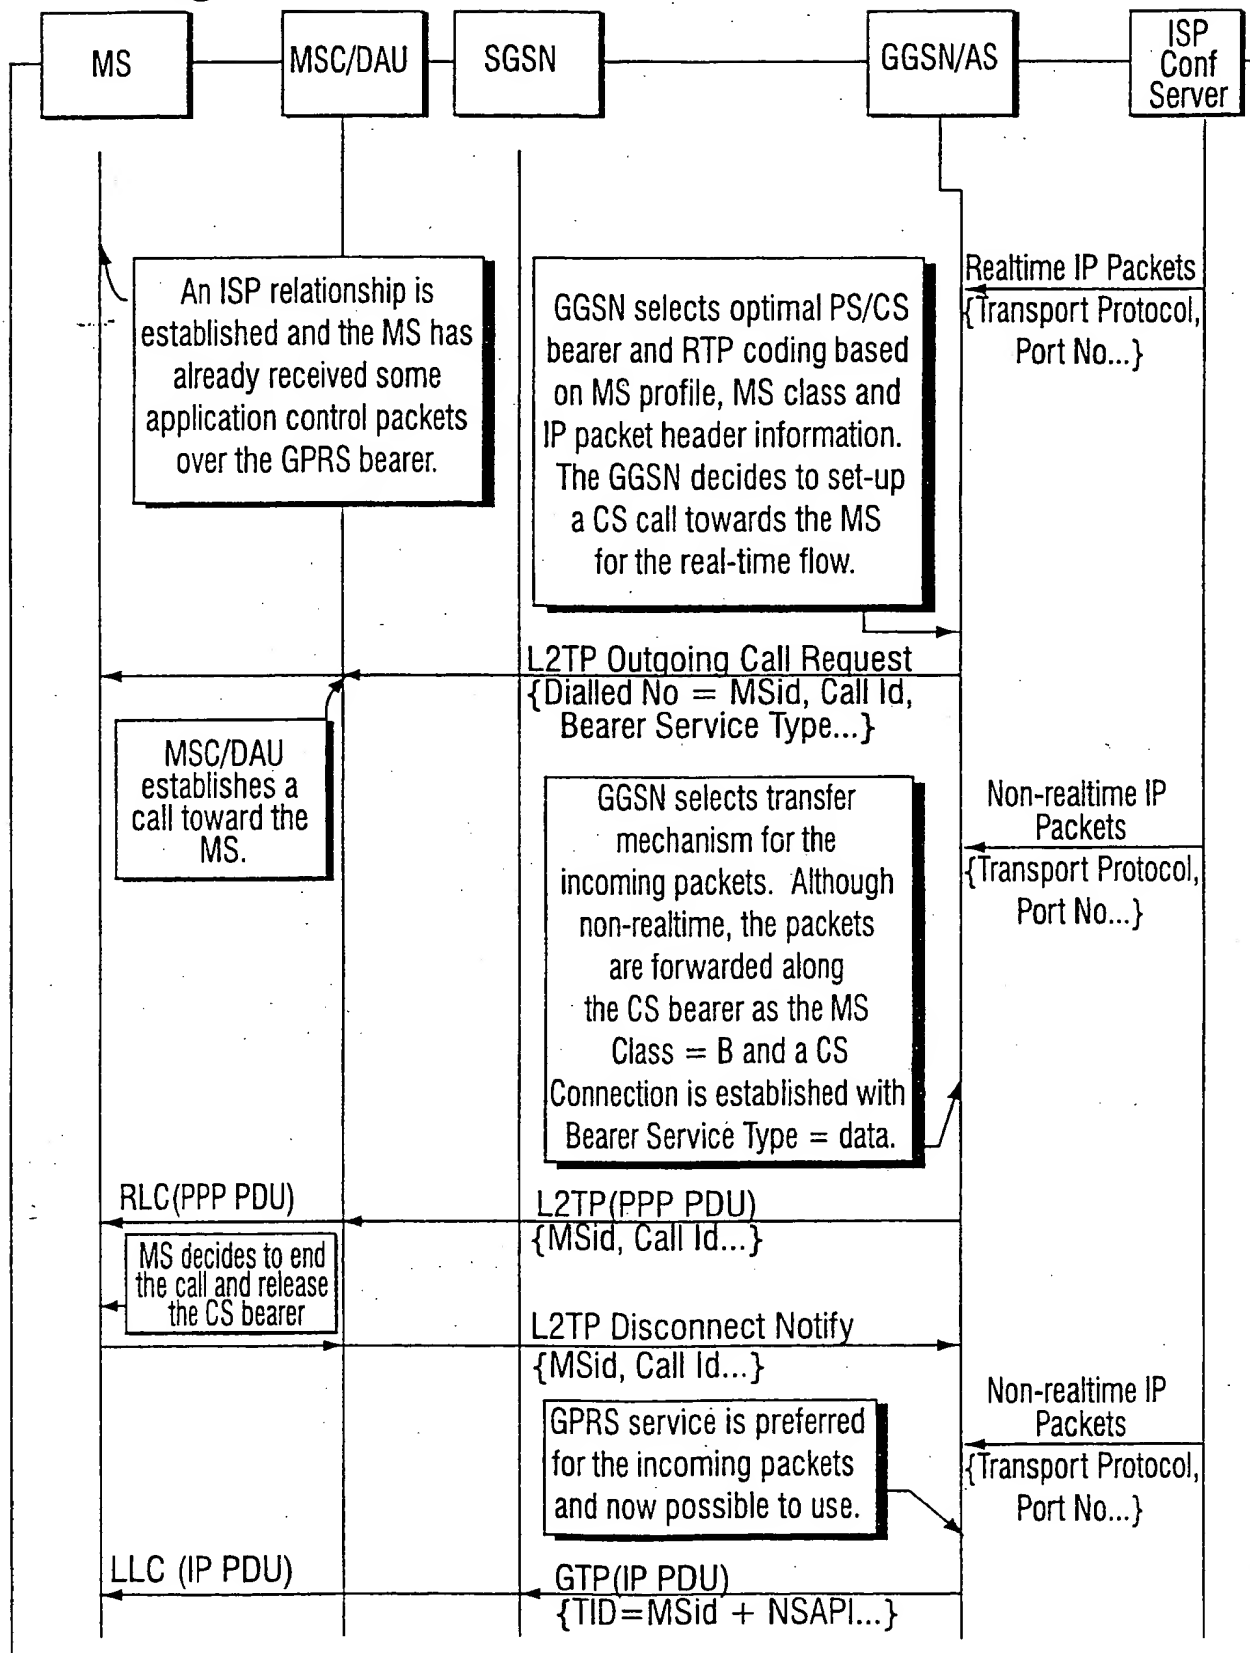 MS
MSC/DAU
SGSN
GGSN/AS
ISP
Conf
Server
An ISP relationship is
established and the MS has
already received some
application control packets
over the GPRS bearer.
GGSN selects optimal PS/CS
bearer and RTP coding based
on MS profile, MS class and
IP packet header information.
The GGSN decides to set-up
a CS call towards the MS
for the real-time flow.
Realtime IP Packets
{Transport Protocol,
Port No...}
L2TP Outgoing Call Request
{Dialled No = MSid, Call Id,
Bearer Service Type...}
MSC/DAU
establishes a
call toward the
MS.
GGSN selects transfer
mechanism for the
incoming packets. Although
non-realtime, the packets
are forwarded along
the CS bearer as the MS
Class = B and a CS
Connection is established with
Bearer Service Type = data.
Non-realtime IP
Packets
{Transport Protocol,
Port No...}
RLC(PPP PDU)
L2TP(PPP PDU)
{MSid, Call Id...}
MS decides to end
the call and release
the CS bearer
L2TP Disconnect Notify
{MSid, Call Id...}
GPRS service is preferred
for the incoming packets
and now possible to use.
Non-realtime IP
Packets
{Transport Protocol,
Port No...}
LLC (IP PDU)
GTP(IP PDU)
{TID=MSid + NSAPI...}